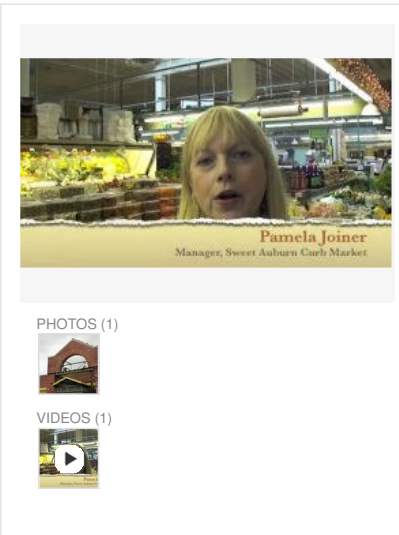 Pamela Joiner
Manager, Sweet Auburn Curb Market
PHOTOS (1)
VIDEOS (1)